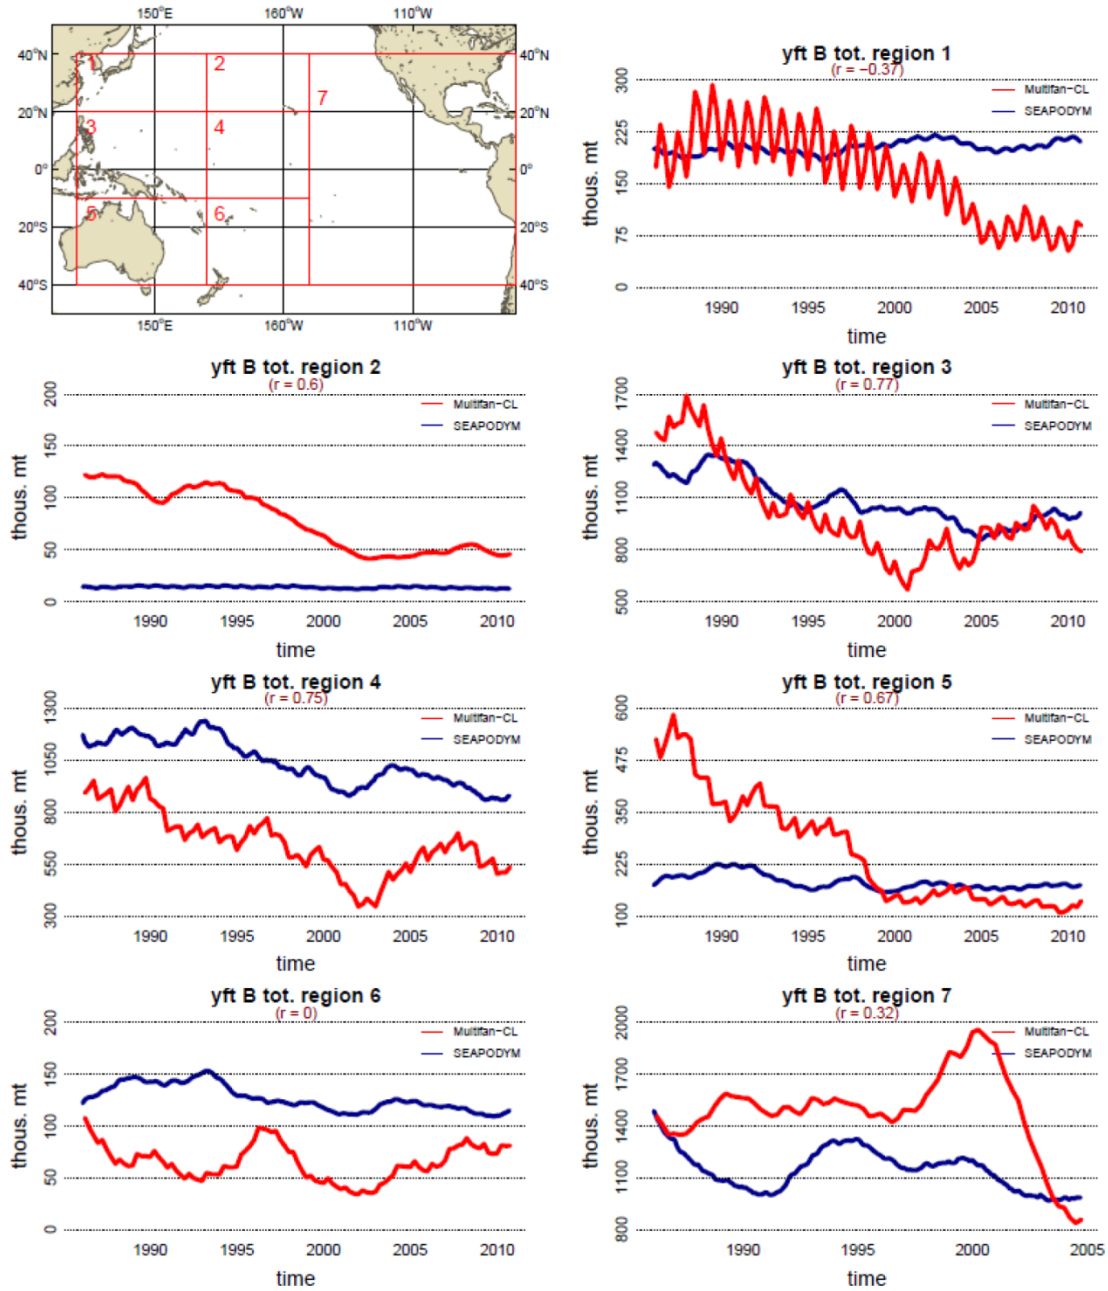 150°E 160°W 110°W
40°N 1 2 40°N
7
20°N 20°N
3 4
0° 0°
5 6
20°S 20°S
40°S 40°S
150°E 160°W 110°W
yft B tot. region 1
(r = −0.37)
Multifan−CL
SEAPODYM
thous. mt
0 75 150 225 300
1990 1995 2000 2005 2010
time
yft B tot. region 2
(r = 0.6)
Multifan−CL
SEAPODYM
thous. mt
0 50 100 150 200
1990 1995 2000 2005 2010
time
yft B tot. region 3
(r = 0.77)
Multifan−CL
SEAPODYM
thous. mt
500 800 1100 1400 1700
1990 1995 2000 2005 2010
time
yft B tot. region 4
(r = 0.75)
Multifan−CL
SEAPODYM
thous. mt
300 550 800 1050 1300
1990 1995 2000 2005 2010
time
yft B tot. region 5
(r = 0.67)
Multifan−CL
SEAPODYM
thous. mt
100 225 350 475 600
1990 1995 2000 2005 2010
time
yft B tot. region 6
(r = 0)
Multifan−CL
SEAPODYM
thous. mt
0 50 100 150 200
1990 1995 2000 2005 2010
time
yft B tot. region 7
(r = 0.32)
Multifan−CL
SEAPODYM
thous. mt
800 1100 1400 1700 2000
1990 1995 2000 2005
time